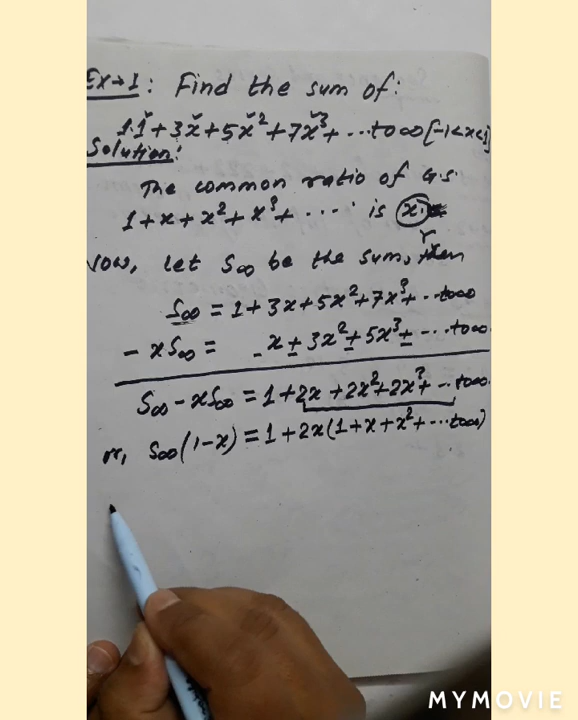 Ex→1: Find the sum of:
1.1+3x+5x²+7x³+...to∞[-1<x<1]
Solution:
The common ratio of G.S.
1+x+x²+x³+.... is x.
r
Now, let S∞ be the sum, then
S∞ = 1+3x+5x²+7x³+...to∞
- xS∞ = - x ± 3x² ± 5x³ ± ...to∞
S∞ - xS∞ = 1+2x+2x²+2x³+...to∞.
or, S∞(1-x) = 1+2x(1+x+x²+...to∞)
MYMOVIE